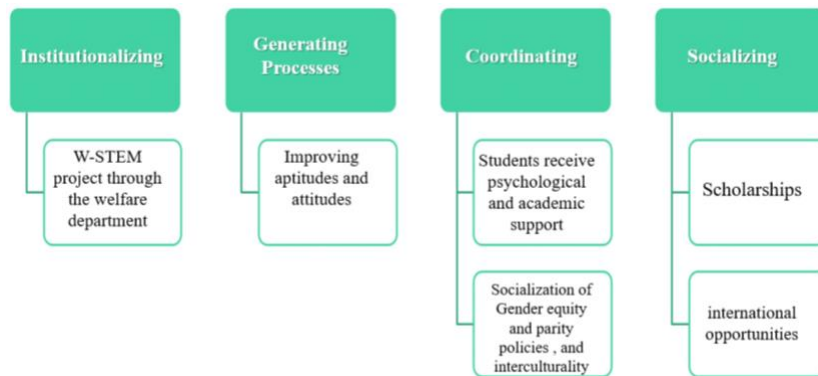 Institutionalizing
W-STEM
project through
the welfare
department
Generating
Processes
Improving
aptitudes and
attitudes
Coordinating
Students receive
psychological
and academic
support
Socialization of
Gender equity
and parity
policies , and
interculturality
Socializing
Scholarships
international
opportunities